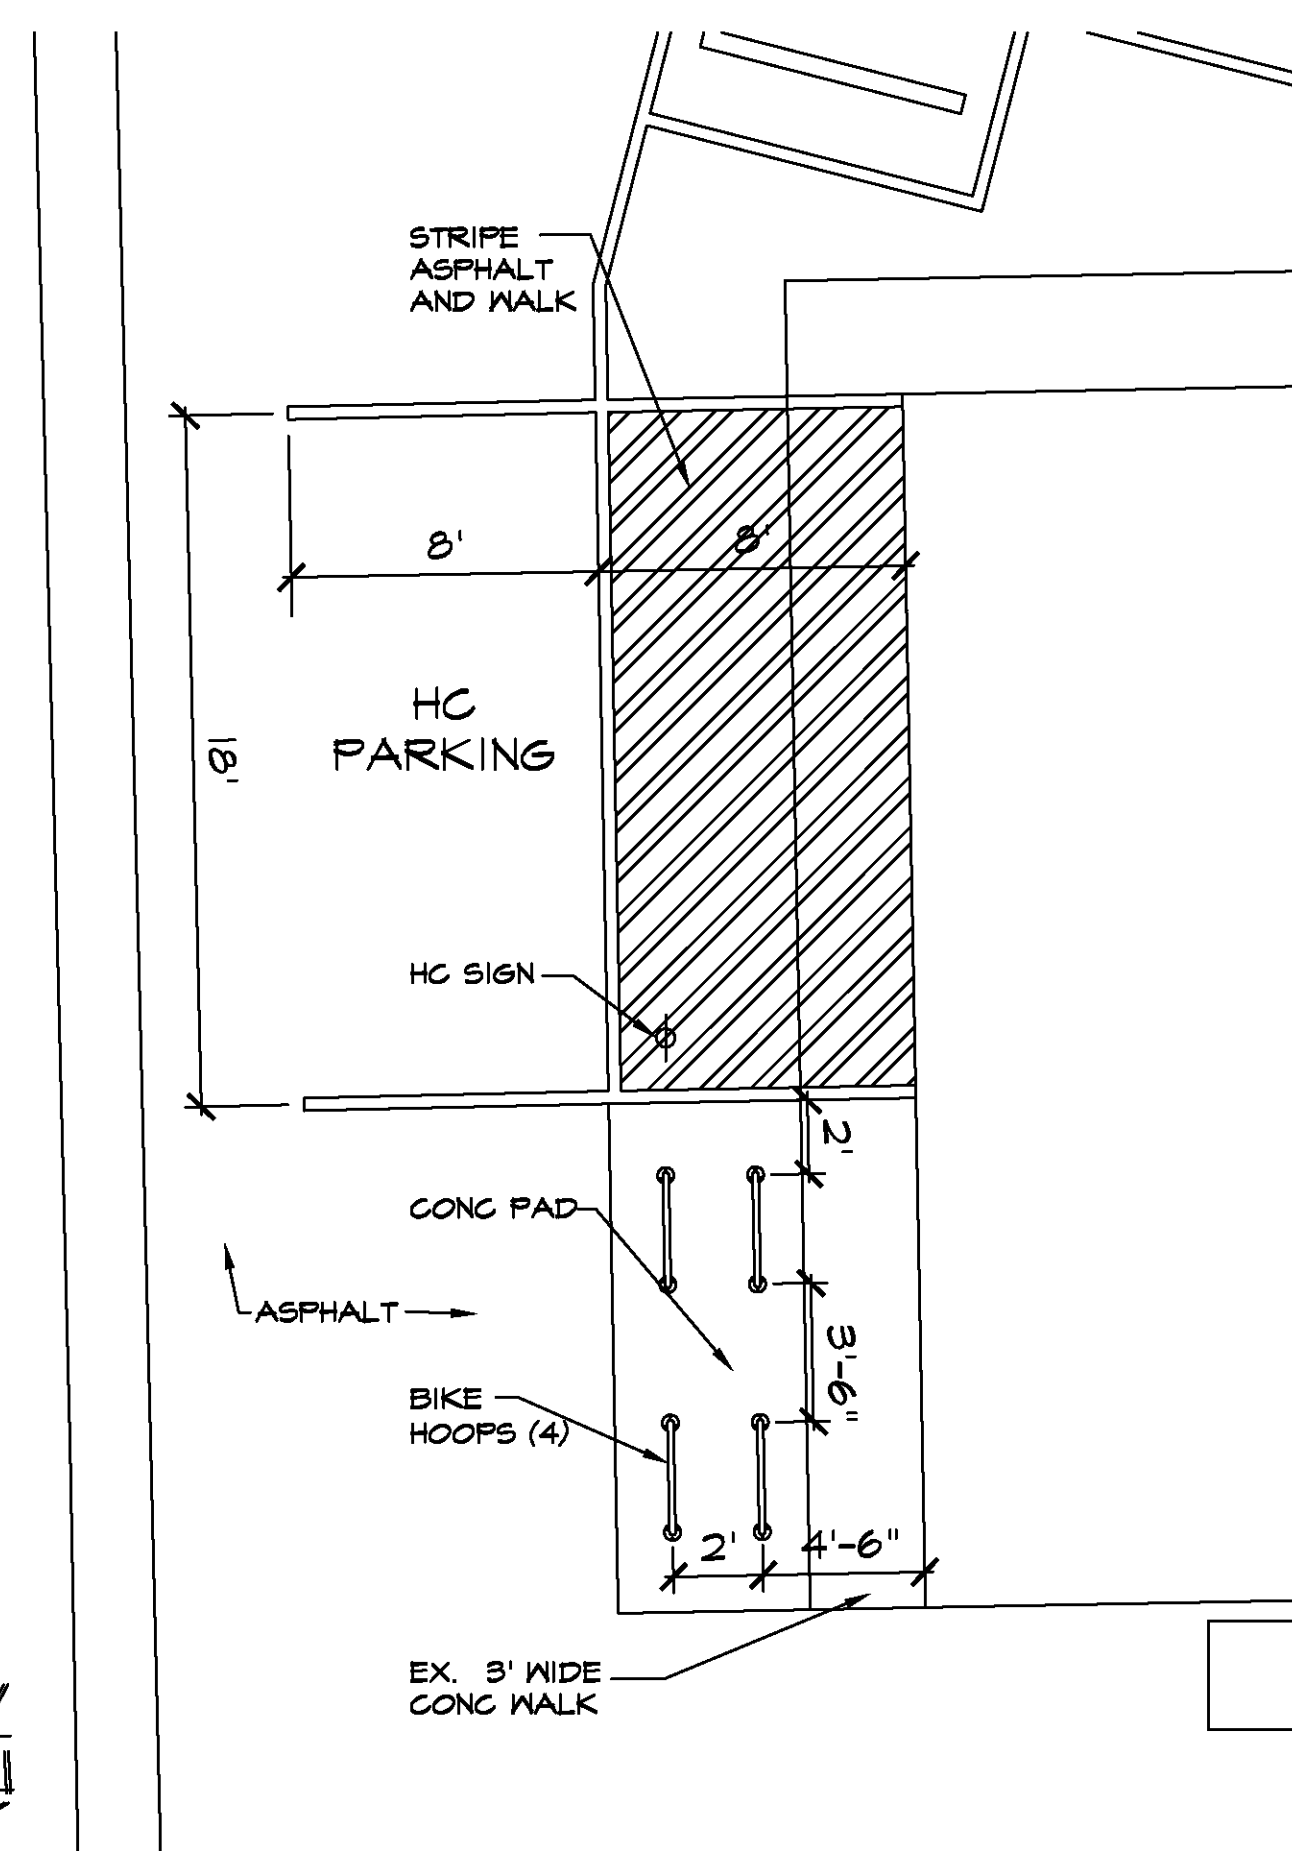 STRIPE
ASPHALT
AND WALK
8'
8'
HC
PARKING
18'
HC SIGN
2'
CONC PAD
ASPHALT
3'-6"
BIKE
HOOPS (4)
2'
4'-6"
EX. 3' WIDE
CONC WALK